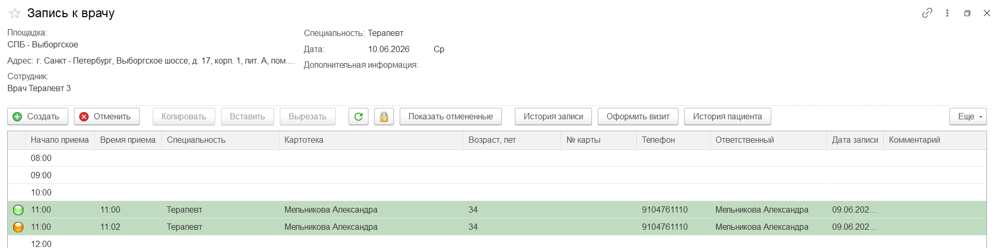 Запись к врачу
Площадка:
СПБ - Выборгское
Адрес: г. Санкт - Петербург, Выборгское шоссе, д. 17, корп. 1, лит. А, пом....
Сотрудник:
Врач Терапевт 3
Специальность: Терапевт
Дата: 10.06.2026 Ср
Дополнительная информация:
Создать Отменить Копировать Вставить Вырезать Показать отмененные История записи Оформить визит История пациента Еще
Начало приема Время приема Специальность Картотека Возраст, лет № карты Телефон Ответственный Дата записи Комментарий
08:00
09:00
10:00
11:00 11:00 Терапевт Мельникова Александра 34 9104761110 Мельникова Александра 09.06.202...
11:00 11:02 Терапевт Мельникова Александра 34 9104761110 Мельникова Александра 09.06.202...
12:00